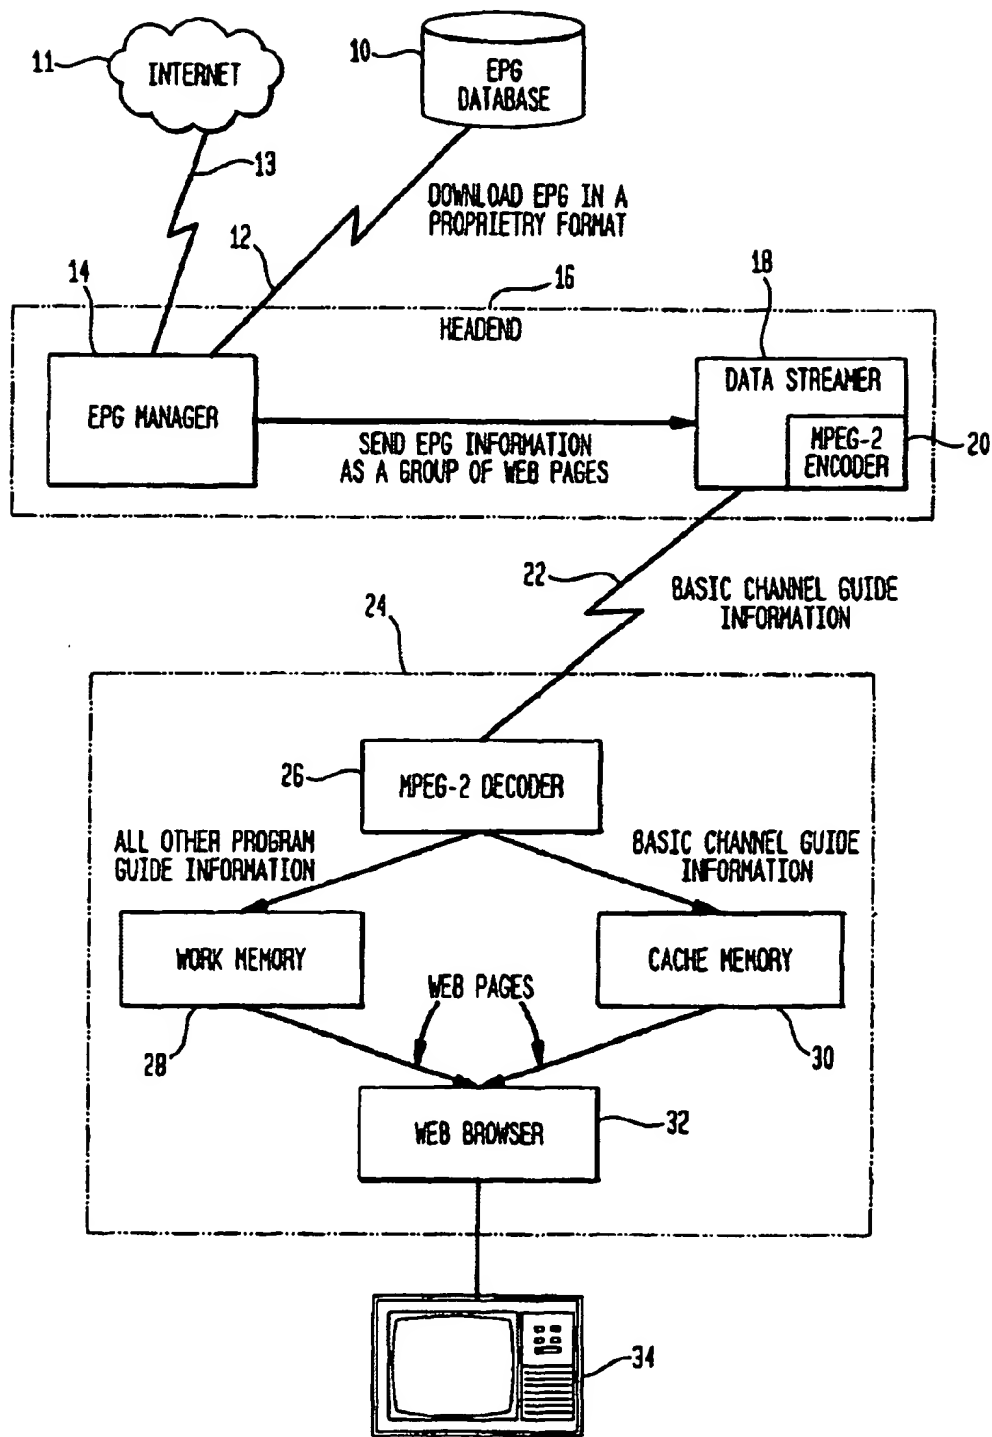 11
INTERNET
10
EPG
DATABASE
13
DOWNLOAD EPG IN A
PROPRIETRY FORMAT
12
14
16
18
HEADEND
EPG MANAGER
DATA STREAMER
SEND EPG INFORMATION
AS A GROUP OF WEB PAGES
MPEG-2
ENCODER
20
22
BASIC CHANNEL GUIDE
INFORMATION
24
26
MPEG-2 DECODER
ALL OTHER PROGRAM
GUIDE INFORMATION
BASIC CHANNEL GUIDE
INFORMATION
WORK MEMORY
CACHE MEMORY
WEB PAGES
28
30
WEB BROWSER
32
34